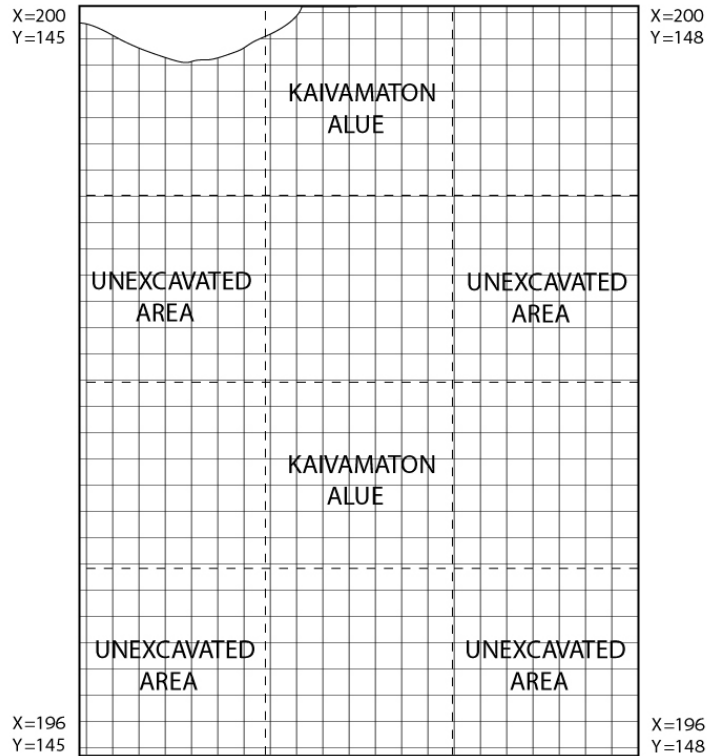 X=200
Y=145
X=200
Y=148
KAIVAMATON
ALUE
UNEXCAVATED
AREA
UNEXCAVATED
AREA
KAIVAMATON
ALUE
UNEXCAVATED
AREA
UNEXCAVATED
AREA
X=196
Y=145
X=196
Y=148